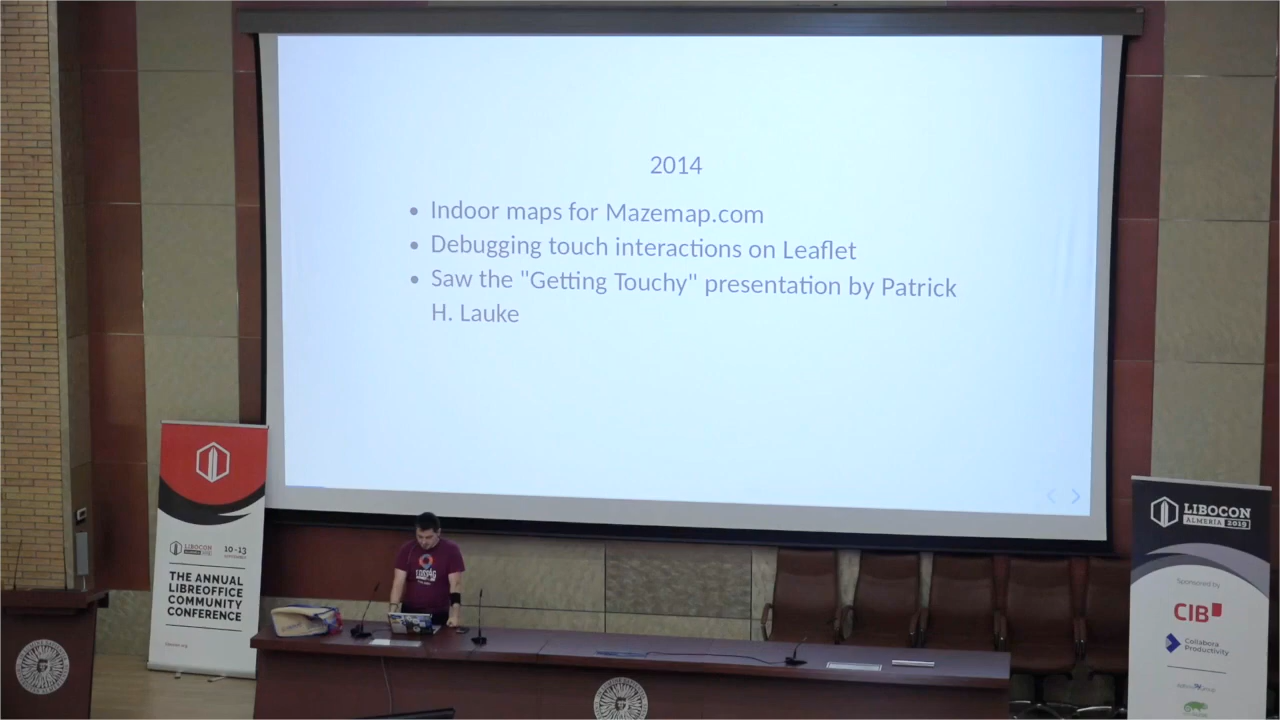 2014
• Indoor maps for Mazemap.com
• Debugging touch interactions on Leaflet
• Saw the "Getting Touchy" presentation by Patrick
H. Lauke
LIBOCON
10-13
THE ANNUAL
LIBREOFFICE
COMMUNITY
CONFERENCE
LIBOCON
ALMERÍA 2019
Sponsored by
CIB
Collabora
Productivity